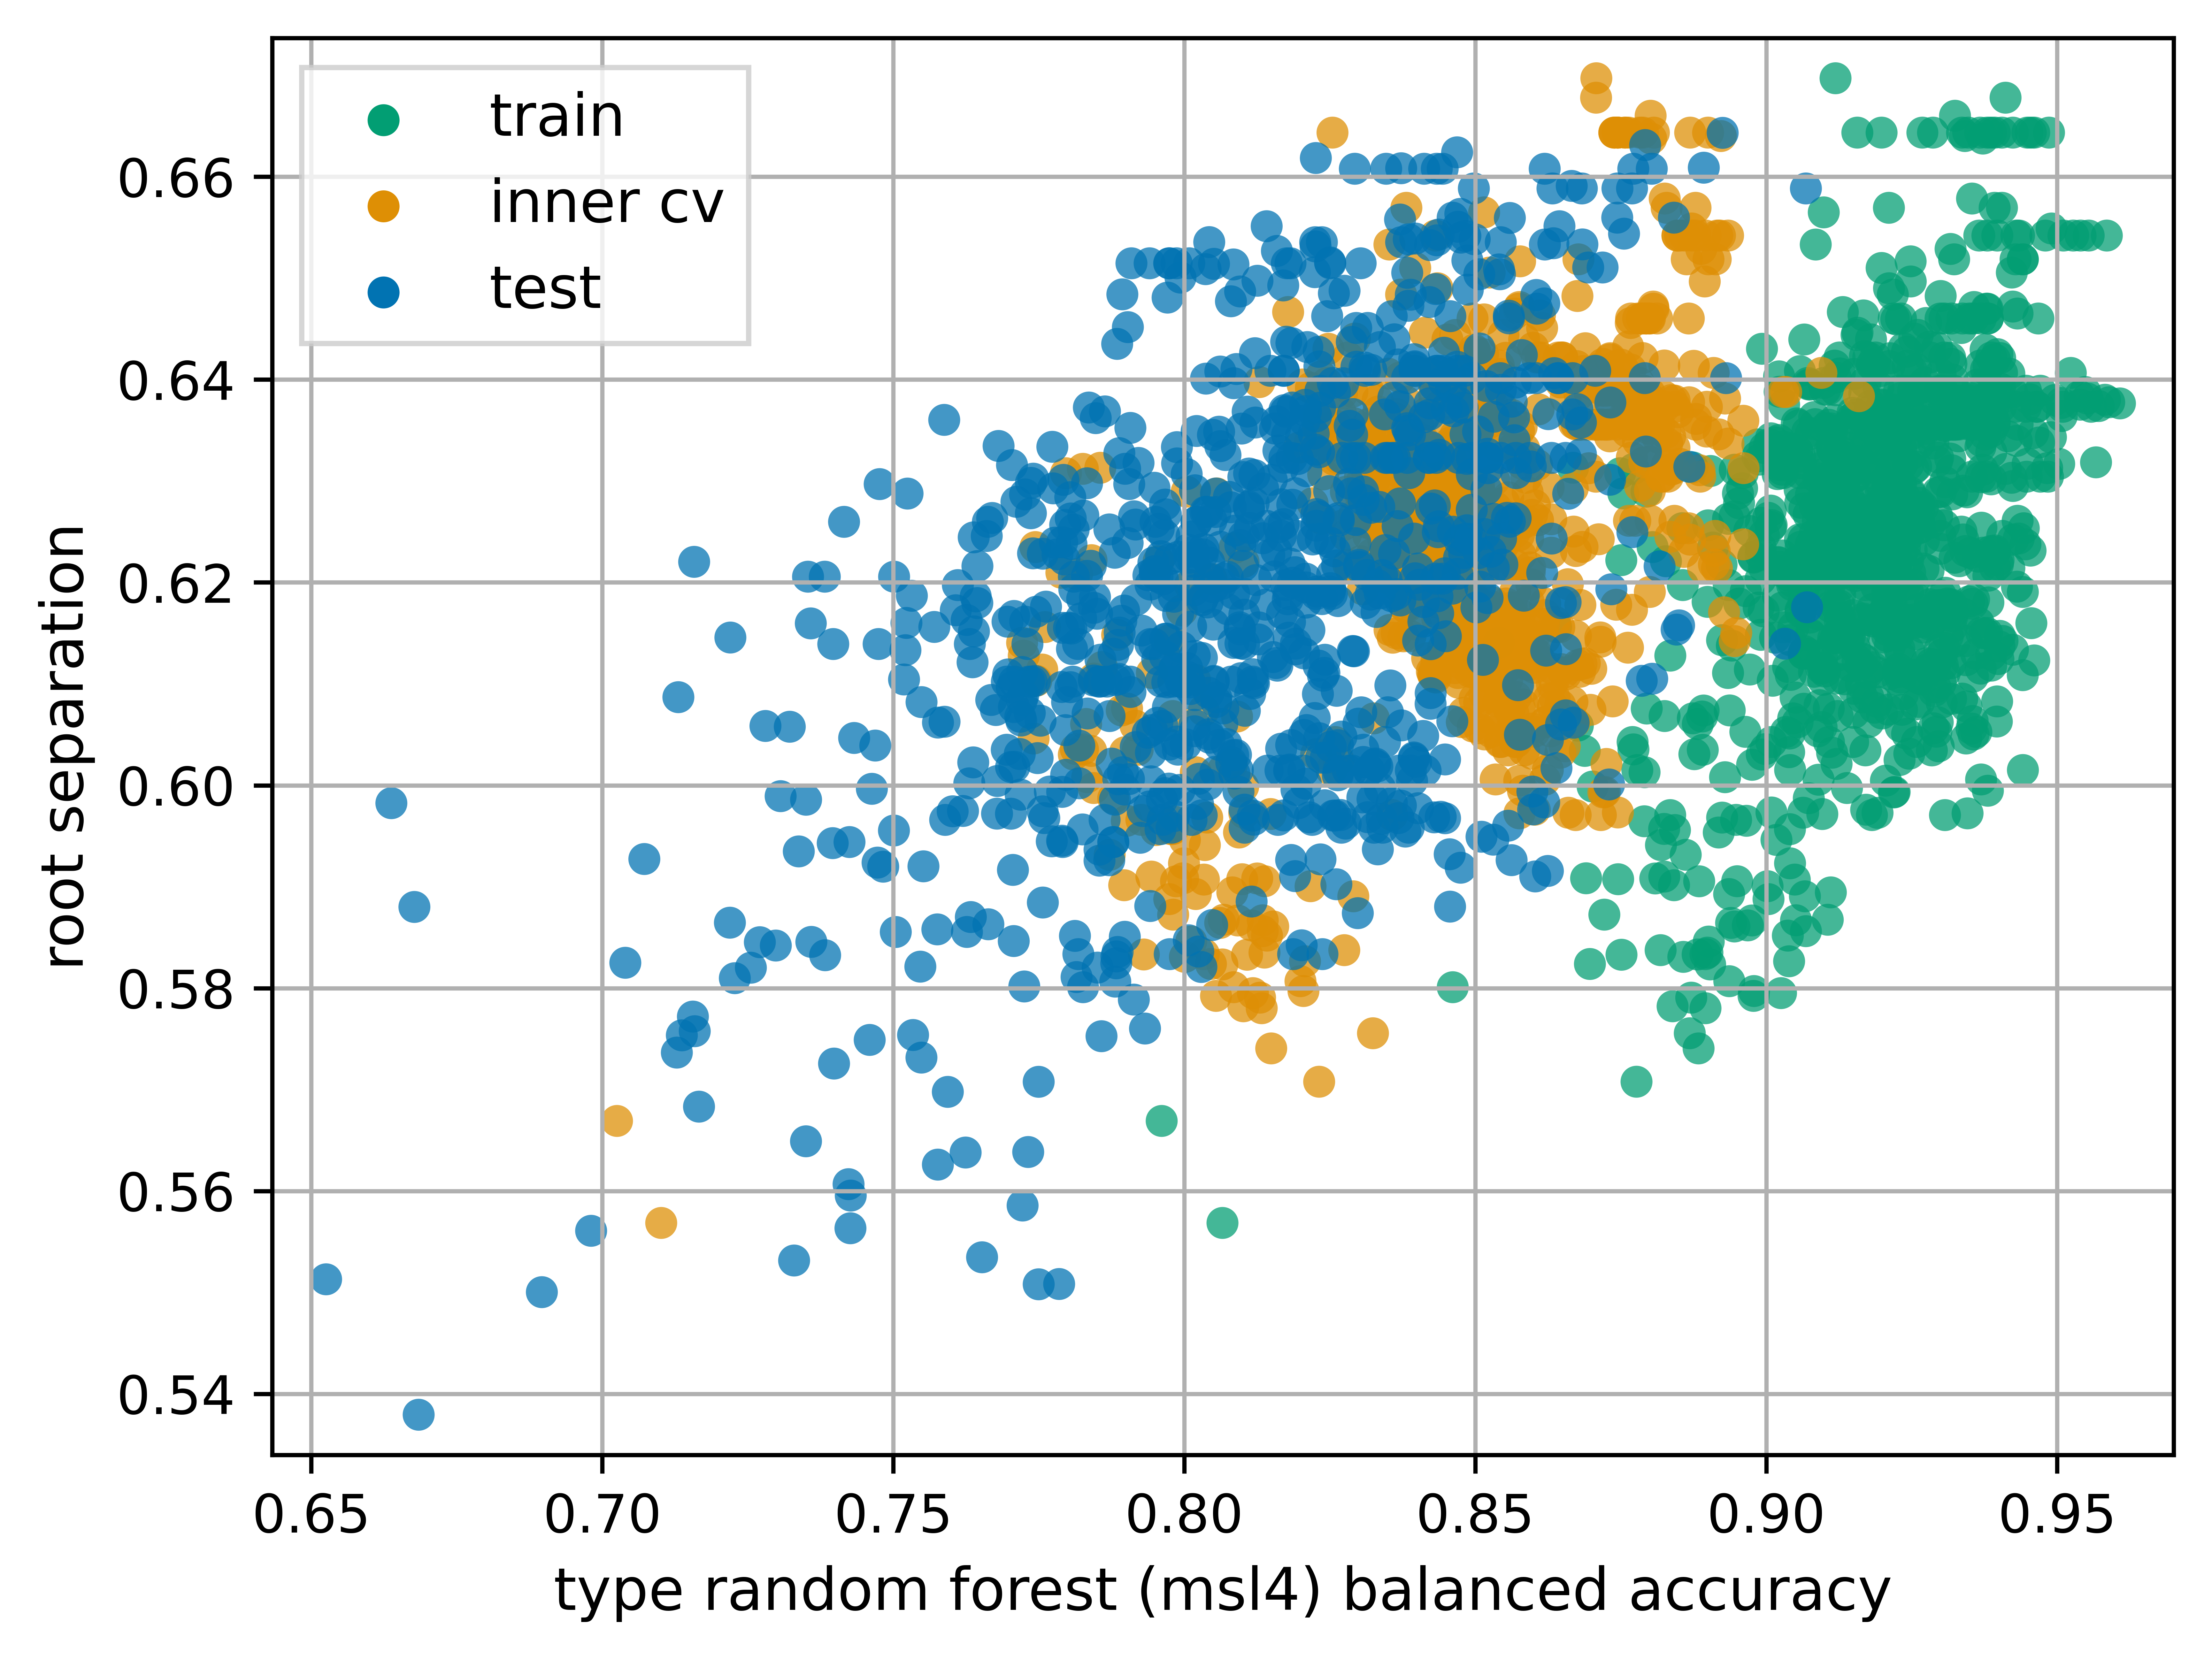 train
inner cv
test
root separation
0.66
0.64
0.62
0.60
0.58
0.56
0.54
0.65 0.70 0.75 0.80 0.85 0.90 0.95
type random forest (msl4) balanced accuracy